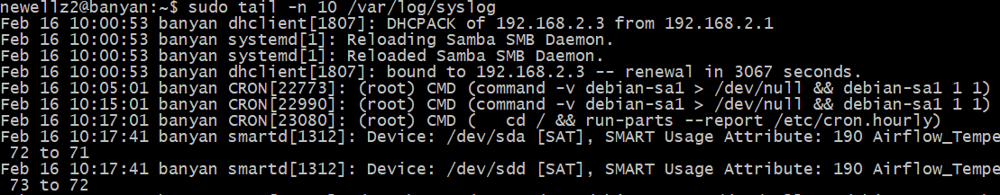 newellz2@banyan:~$ sudo tail -n 10 /var/log/syslog
Feb 16 10:00:53 banyan dhclient[1807]: DHCPACK of 192.168.2.3 from 192.168.2.1
Feb 16 10:00:53 banyan systemd[1]: Reloading Samba SMB Daemon.
Feb 16 10:00:53 banyan systemd[1]: Reloaded Samba SMB Daemon.
Feb 16 10:00:53 banyan dhclient[1807]: bound to 192.168.2.3 -- renewal in 3067 seconds.
Feb 16 10:05:01 banyan CRON[22773]: (root) CMD (command -v debian-sa1 > /dev/null && debian-sa1 1 1)
Feb 16 10:15:01 banyan CRON[22990]: (root) CMD (command -v debian-sa1 > /dev/null && debian-sa1 1 1)
Feb 16 10:17:01 banyan CRON[23080]: (root) CMD (   cd / && run-parts --report /etc/cron.hourly)
Feb 16 10:17:41 banyan smartd[1312]: Device: /dev/sda [SAT], SMART Usage Attribute: 190 Airflow_Tempe
72 to 71
Feb 16 10:17:41 banyan smartd[1312]: Device: /dev/sdd [SAT], SMART Usage Attribute: 190 Airflow_Tempe
73 to 72